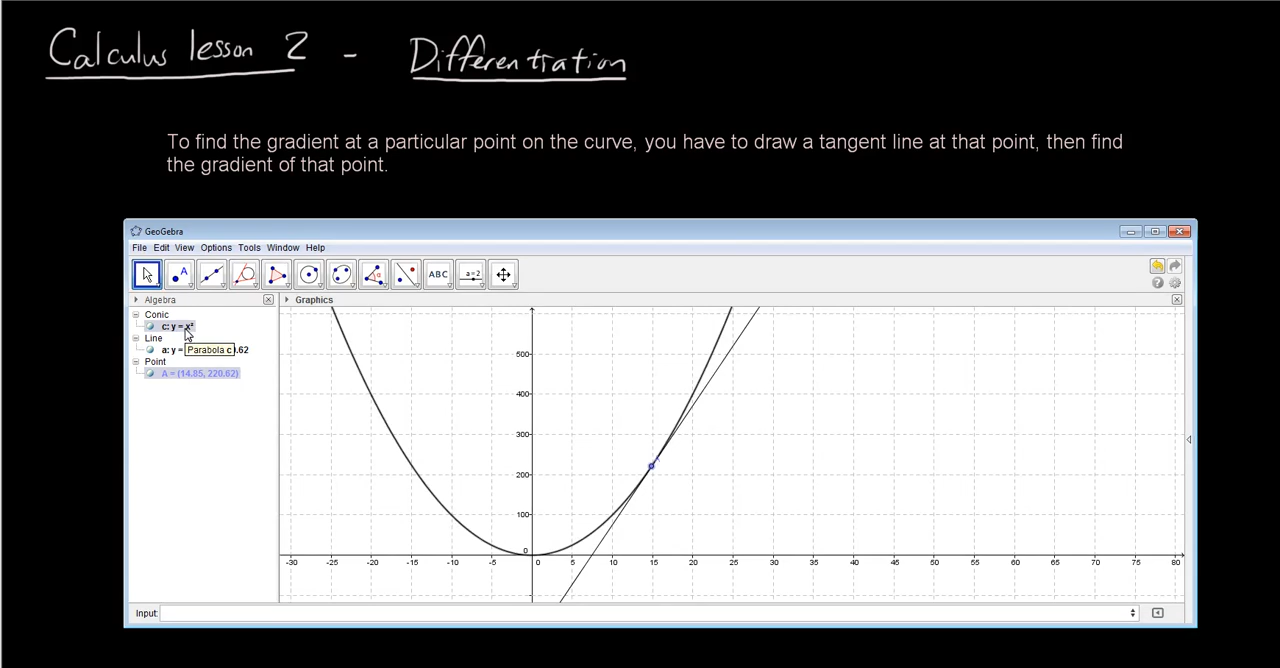 Calculus lesson 2 - Differentiation
To find the gradient at a particular point on the curve, you have to draw a tangent line at that point, then find
the gradient of that point.
GeoGebra
File Edit View Options Tools Window Help
A ABC a=2
Algebra
Graphics
Conic
c: y = x²
Line
a: y = .62
Parabola c
Point
A = (14.85, 220.62)
500
400
300
200
100
0
-30 -25 -20 -15 -10 -5 0 5 10 15 20 25 30 35 40 45 50 55 60 65 70 75 80
Input: